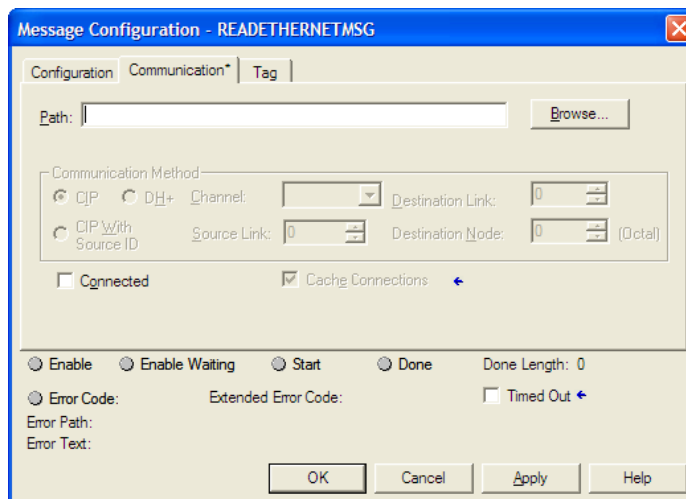 Message Configuration - READETHERNETMSG
Configuration Communication* Tag
Path: Browse...
Communication Method
CIP DH+ Channel: Destination Link: 0
CIP With Source ID Source Link: 0 Destination Node: 0 (Octal)
Connected Cache Connections
Enable Enable Waiting Start Done Done Length: 0
Error Code: Extended Error Code: Timed Out
Error Path:
Error Text:
OK Cancel Apply Help